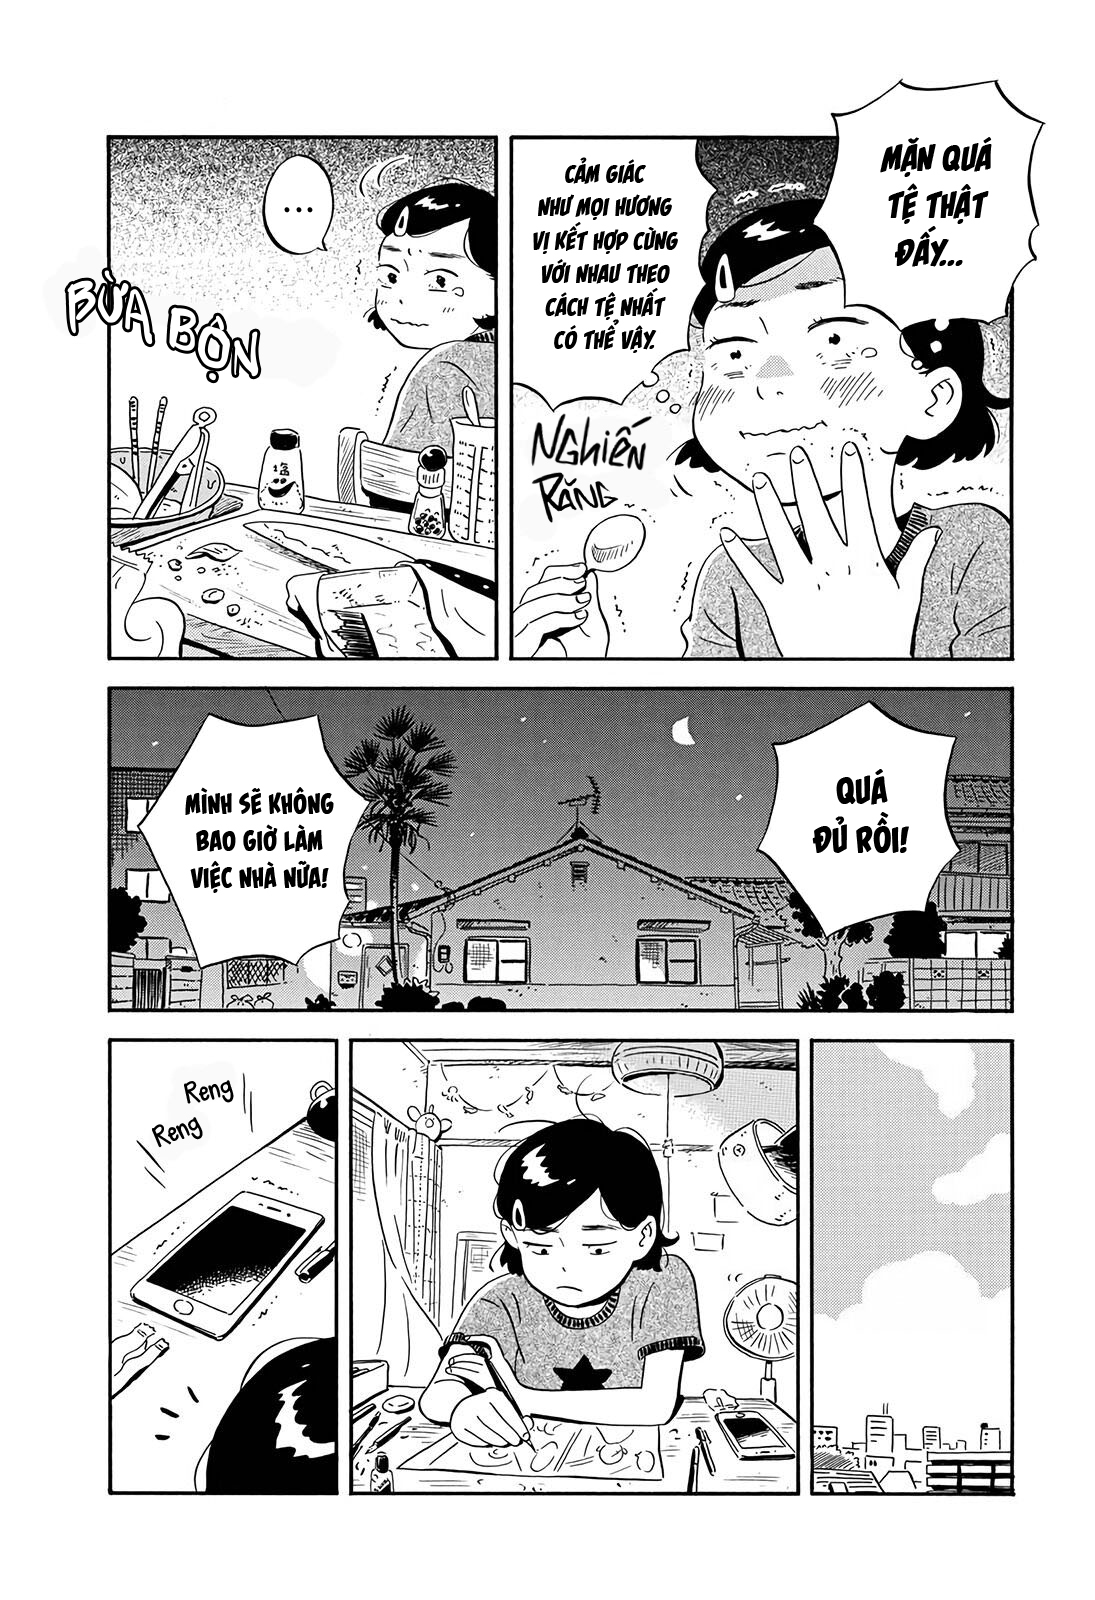 MẶN QUÁ
TỆ THẬT
ĐẤY...
CẢM GIÁC
NHƯ MỌI HƯƠNG
VỊ KẾT HỢP CÙNG
VỚI NHAU THEO
CÁCH TỆ NHẤT
CÓ THỂ VẬY.
NGHIẾN
RĂNG
...
BỪA BỘN
塩
QUÁ
ĐỦ RỒI!
MÌNH SẼ KHÔNG
BAO GIỜ LÀM
VIỆC NHÀ NỮA!
Reng
Reng